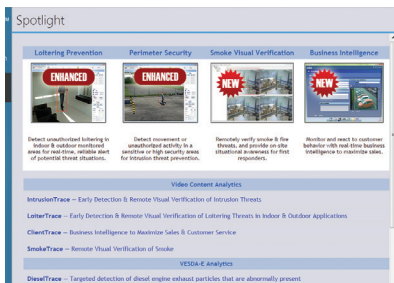 Spotlight
Loitering Prevention
Perimeter Security
Smoke Visual Verification
Business Intelligence
ENHANCED
ENHANCED
NEW
NEW
Detect unauthorized loitering in
indoor & outdoor monitored
areas for real-time, reliable alert
of potential threat situations.
Detect movement or
unauthorized activity in a
sensitive or high security areas
for intrusion threat prevention.
Remotely verify smoke & fire
threats, and provide on-site
situational awareness for first
responders.
Monitor and react to customer
behavior with real-time business
intelligence to maximize sales.
Video Content Analytics
IntrusionTrace — Early Detection & Remote Visual Verification of Intrusion Threats
LoiterTrace — Early Detection & Remote Visual Verification of Loitering Threats in Indoor & Outdoor Applications
ClientTrace — Business Intelligence to Maximize Sales & Customer Service
SmokeTrace — Remote Visual Verification of Smoke
VESDA-E Analytics
DieselTrace — Targeted detection of diesel engine exhaust particles that are abnormally present